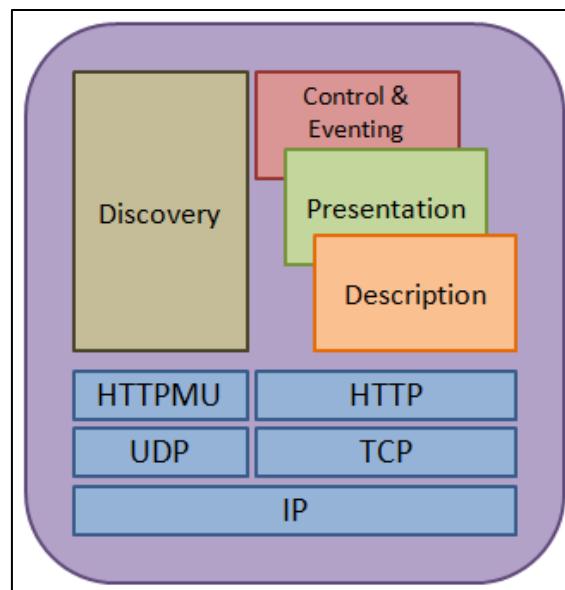 Control &
Eventing
Discovery
Presentation
Description
HTTPMU
HTTP
UDP
TCP
IP